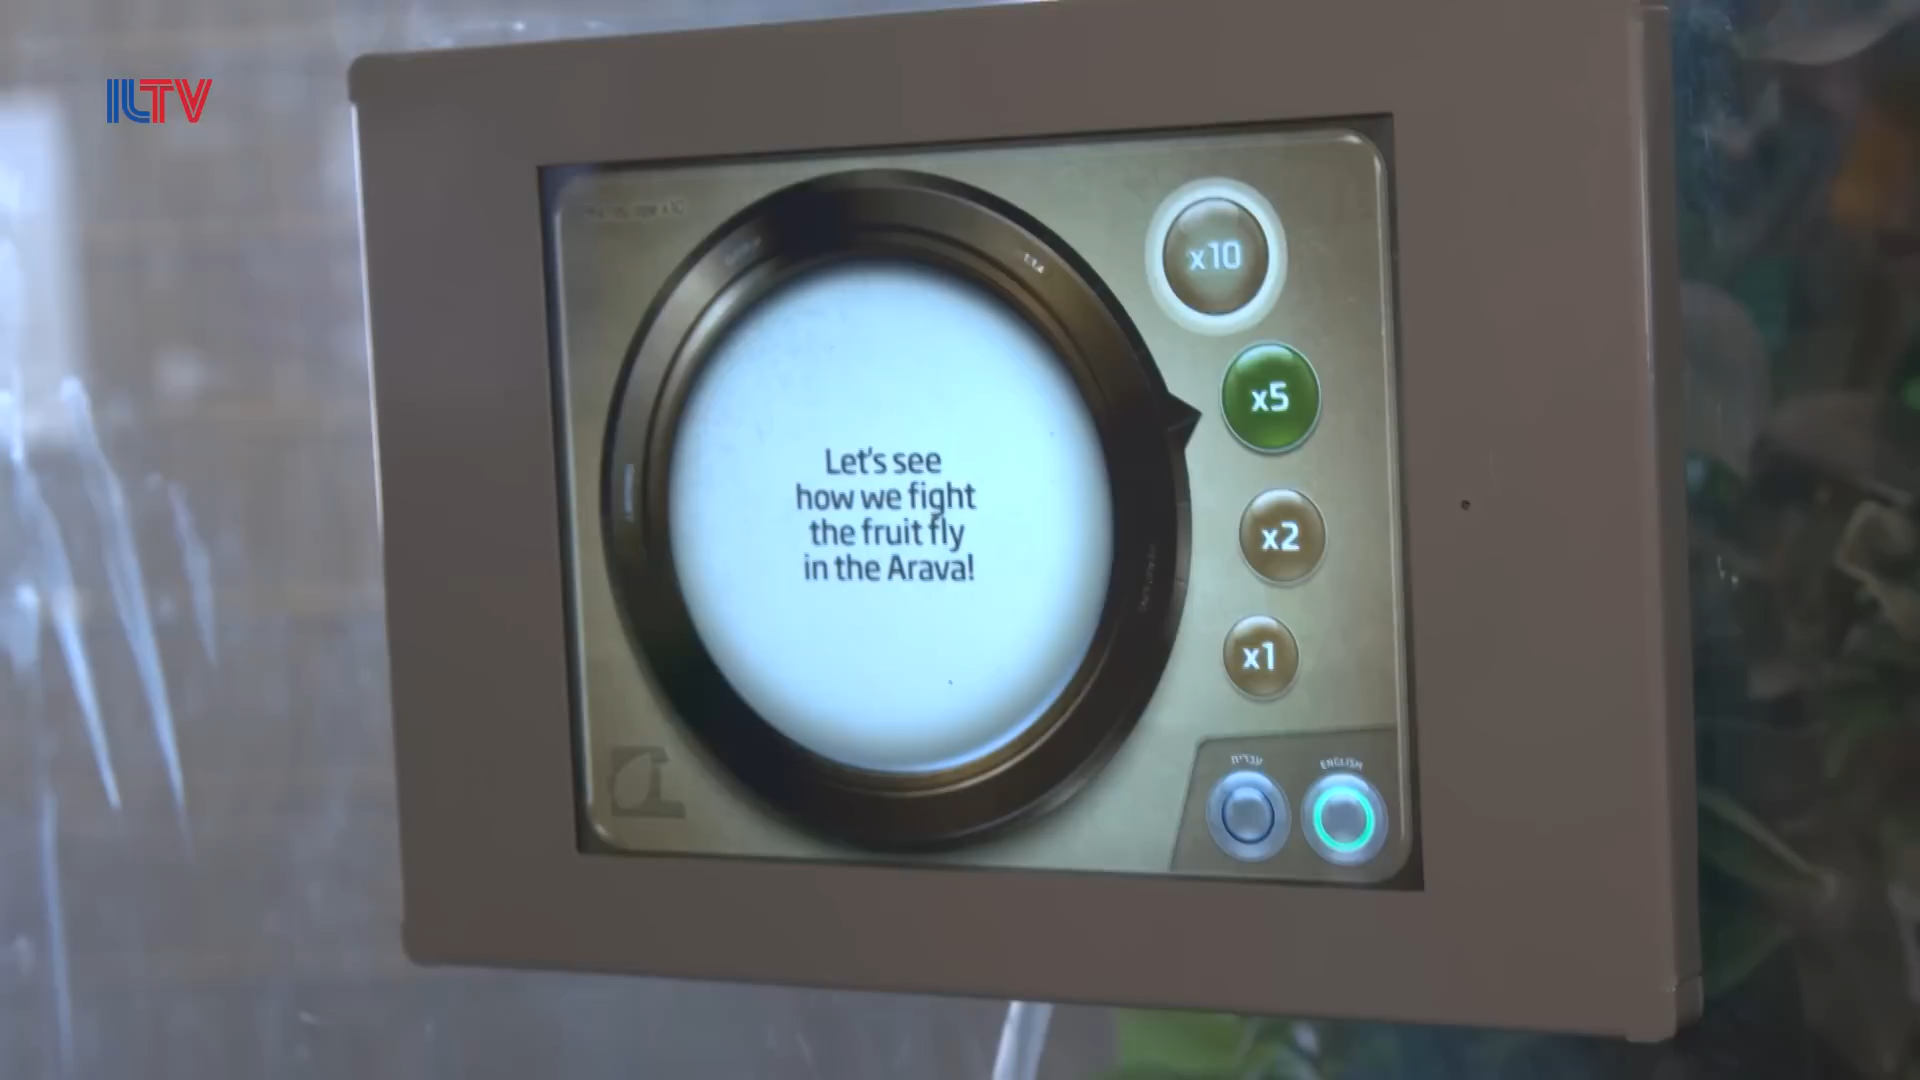 ILTV
x10
x5
Let's see
how we fight
the fruit fly
in the Arava!
x2
x1
עברית
ENGLISH